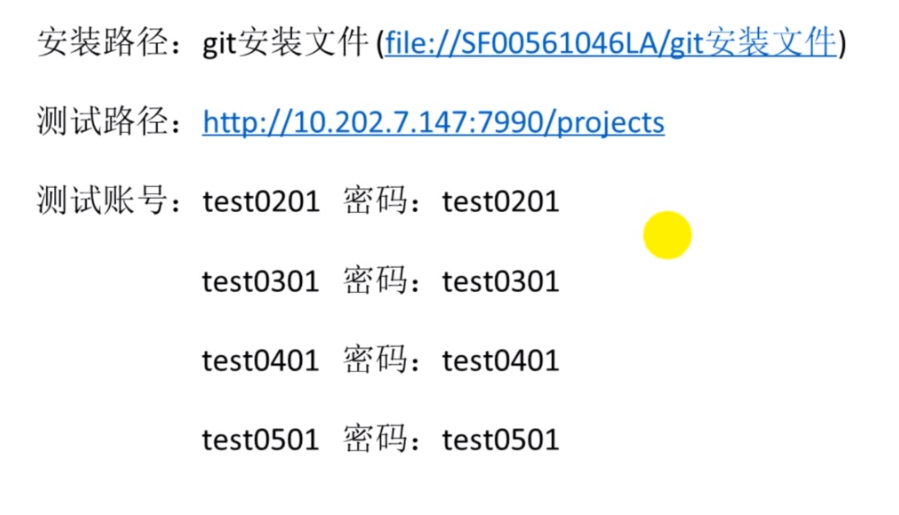 安装路径：git安装文件 (file://SF00561046LA/git安装文件)
测试路径：http://10.202.7.147:7990/projects
测试账号：test0201 密码：test0201
test0301 密码：test0301
test0401 密码：test0401
test0501 密码：test0501